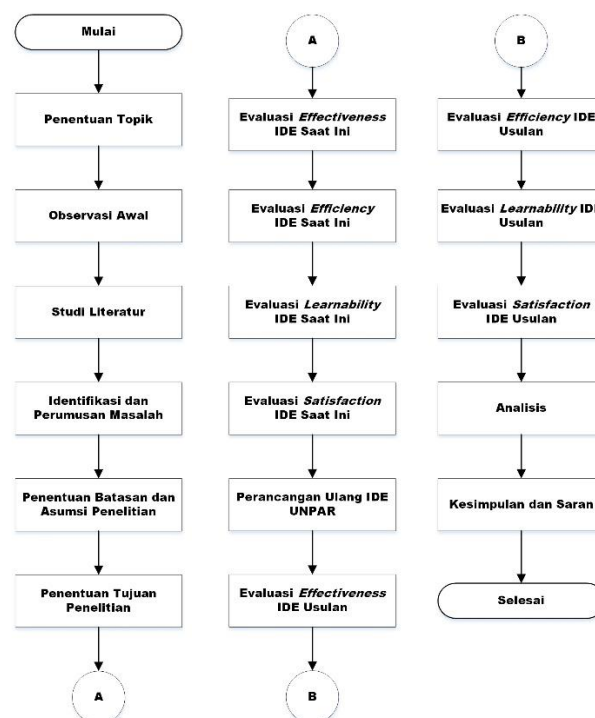 Mulai
Penentuan Topik
Observasi Awal
Studi Literatur
Identifikasi dan
Perumusan Masalah
Penentuan Batasan dan
Asumsi Penelitian
Penentuan Tujuan
Penelitian
A
A
Evaluasi Effectiveness
IDE Saat Ini
Evaluasi Efficiency
IDE Saat Ini
Evaluasi Learnability
IDE Saat Ini
Evaluasi Satisfaction
IDE Saat Ini
Perancangan Ulang IDE
UNPAR
Evaluasi Effectiveness
IDE Usulan
B
B
Evaluasi Efficiency IDE
Usulan
Evaluasi Learnability IDE
Usulan
Evaluasi Satisfaction
IDE Usulan
Analisis
Kesimpulan dan Saran
Selesai